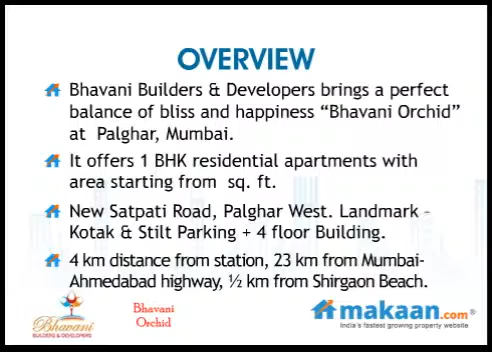 OVERVIEW
Bhavani Builders & Developers brings a perfect
balance of bliss and happiness “Bhavani Orchid”
at Palghar, Mumbai.
It offers 1 BHK residential apartments with
area starting from sq. ft.
New Satpati Road, Palghar West. Landmark -
Kotak & Stilt Parking + 4 floor Building.
4 km distance from station, 23 km from Mumbai-
Ahmedabad highway, ½ km from Shirgaon Beach.
Bhavani
BUILDERS & DEVELOPERS
Bhavani
Orchid
makaan.com®
India's fastest growing property website